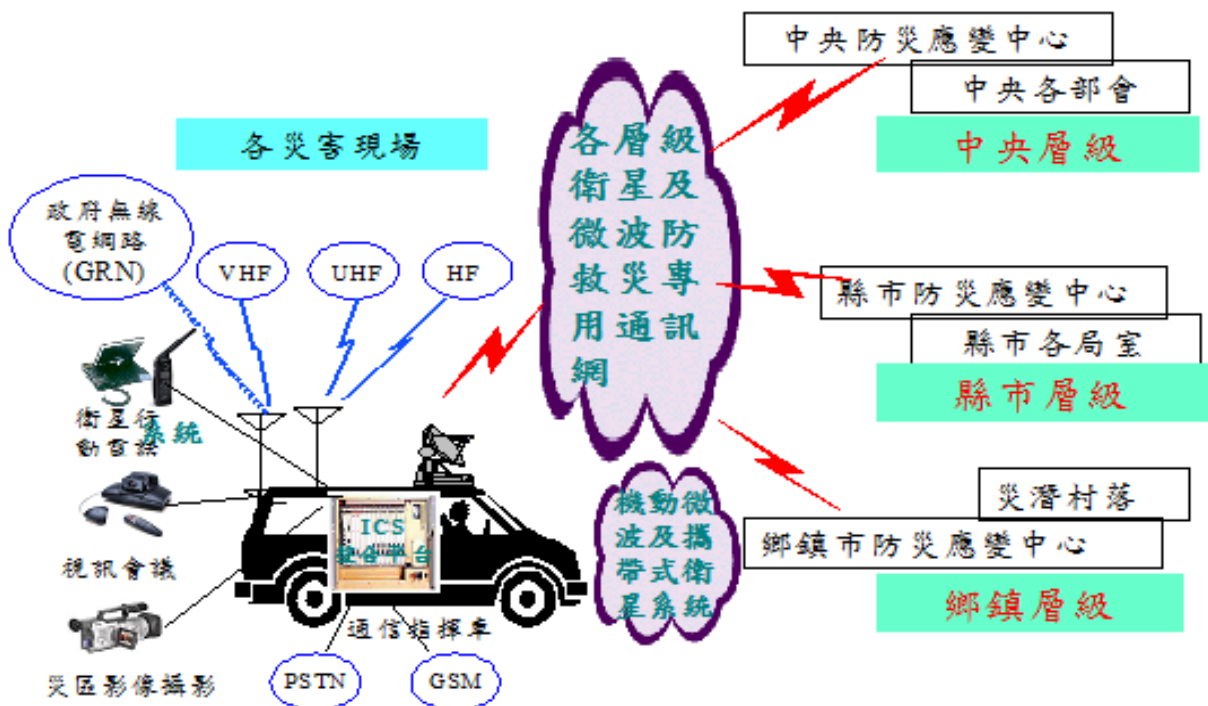 中央防災應變中心
中央各部會
中央層級
各災害現場
各層級
衛星及
微波防
救災專
用通訊
網
政府無線
電網路
(GRN)
VHF
UHF
HF
縣市防災應變中心
縣市各局室
縣市層級
衛星行
動電話
系統
ICS
整合平台
機動微
波及攜
帶式衛
星系統
災潛村落
鄉鎮市防災應變中心
鄉鎮層級
視訊會議
通信指揮車
災區影像攝影
PSTN
GSM